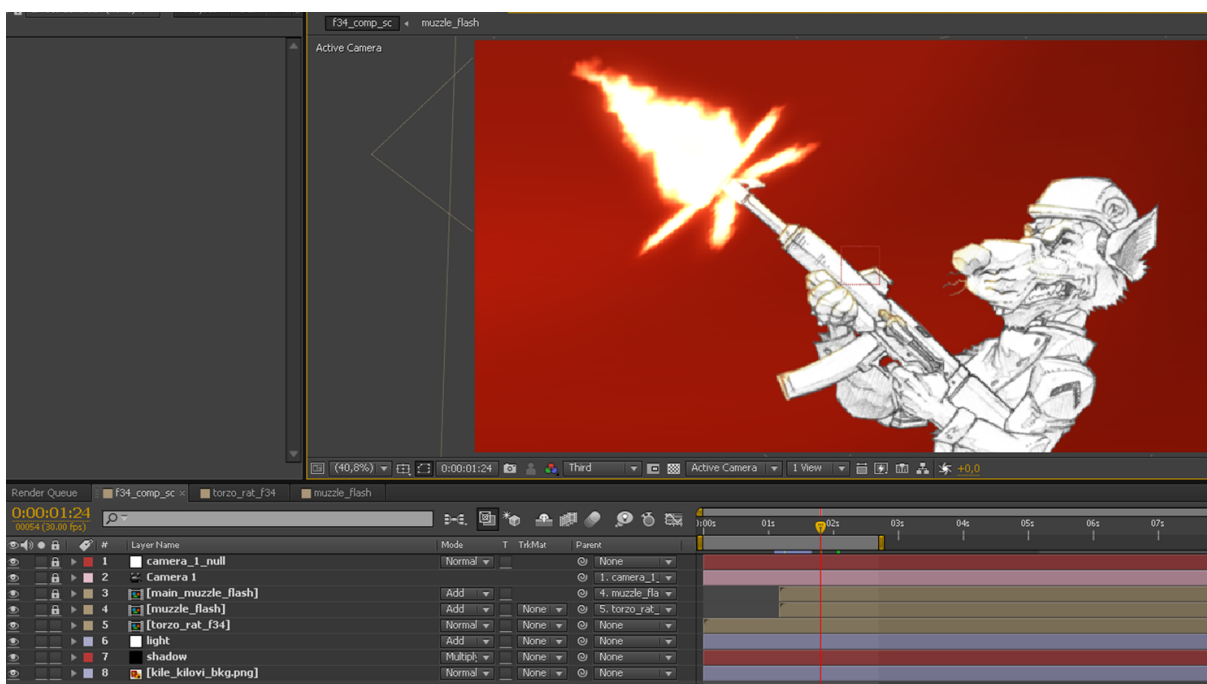 f34_comp_sc muzzle_flash
Active Camera
(40,8%) 0:00:01:24 Third Active Camera 1 View +0,0
Render Queue f34_comp_sc × torzo_rat_f34 muzzle_flash
0:00:01:24
00054 (30.00 fps)
):00s 01s 02s 03s 04s 05s 06s 07s
# Layer Name Mode T TrkMat Parent
1 camera_1_null Normal None
2 Camera 1 1. camera_1_
3 [main_muzzle_flash] Add 4. muzzle_fla
4 [muzzle_flash] Add None 5. torzo_rat_
5 [torzo_rat_f34] Normal None None
6 light Add None None
7 shadow Multipl None None
8 [kile_kilovi_bkg.png] Normal None None